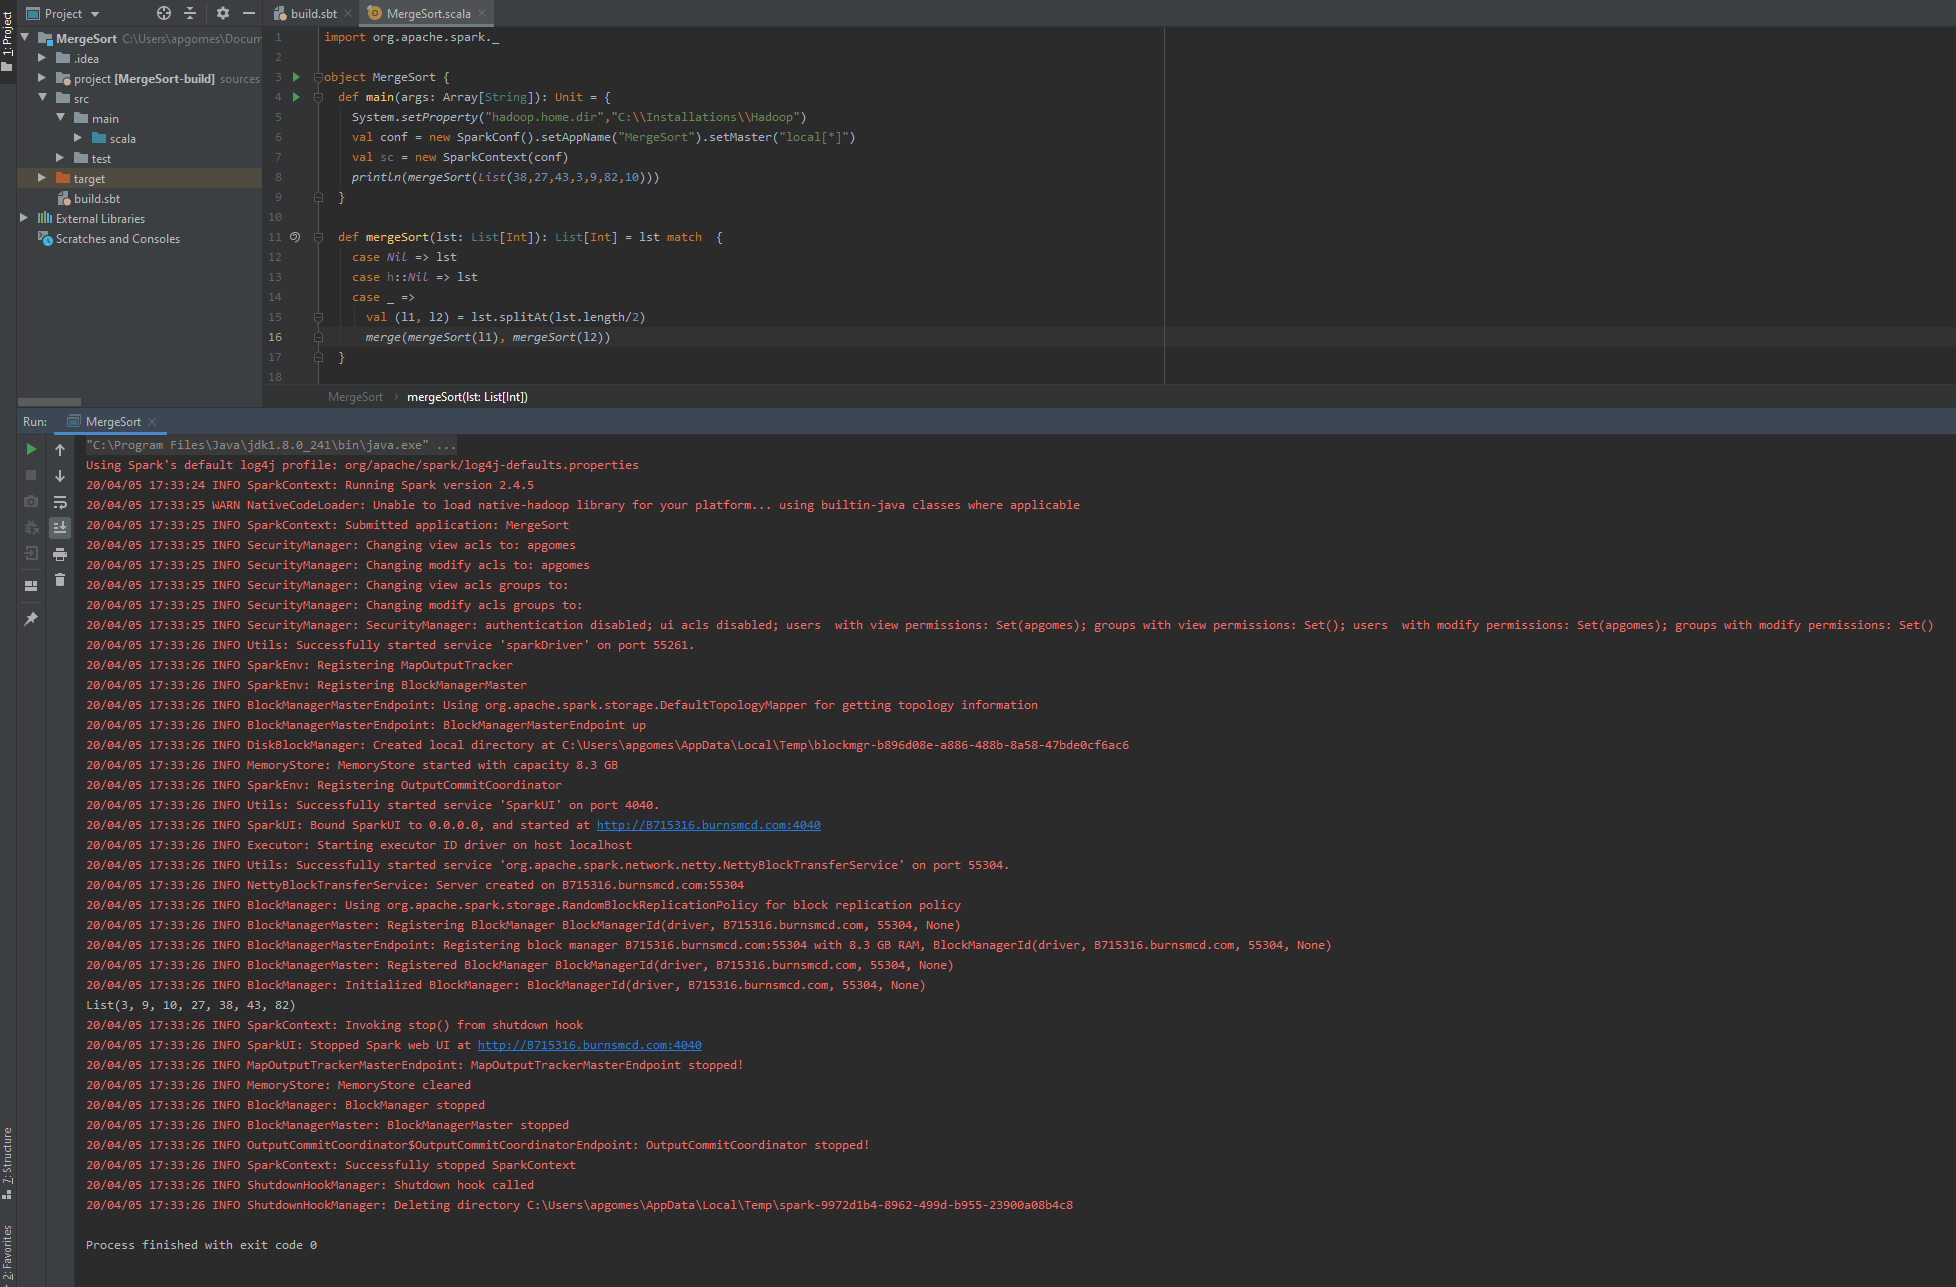 1: Project
Project
MergeSort C:\Users\apgomes\Docum
.idea
project [MergeSort-build] sources
src
main
scala
test
target
build.sbt
External Libraries
Scratches and Consoles
build.sbt
MergeSort.scala
1 import org.apache.spark._
2
3 object MergeSort {
4 def main(args: Array[String]): Unit = {
5 System.setProperty("hadoop.home.dir","C:\\Installations\\Hadoop")
6 val conf = new SparkConf().setAppName("MergeSort").setMaster("local[*]")
7 val sc = new SparkContext(conf)
8 println(mergeSort(List(38,27,43,3,9,82,10)))
9 }
10
11 def mergeSort(lst: List[Int]): List[Int] = lst match  {
12 case Nil => lst
13 case h::Nil => lst
14 case _ =>
15 val (l1, l2) = lst.splitAt(lst.length/2)
16 merge(mergeSort(l1), mergeSort(l2))
17 }
18
MergeSort › mergeSort(lst: List[Int])
Run: MergeSort
"C:\Program Files\Java\jdk1.8.0_241\bin\java.exe" ...
Using Spark's default log4j profile: org/apache/spark/log4j-defaults.properties
20/04/05 17:33:24 INFO SparkContext: Running Spark version 2.4.5
20/04/05 17:33:25 WARN NativeCodeLoader: Unable to load native-hadoop library for your platform... using builtin-java classes where applicable
20/04/05 17:33:25 INFO SparkContext: Submitted application: MergeSort
20/04/05 17:33:25 INFO SecurityManager: Changing view acls to: apgomes
20/04/05 17:33:25 INFO SecurityManager: Changing modify acls to: apgomes
20/04/05 17:33:25 INFO SecurityManager: Changing view acls groups to:
20/04/05 17:33:25 INFO SecurityManager: Changing modify acls groups to:
20/04/05 17:33:25 INFO SecurityManager: SecurityManager: authentication disabled; ui acls disabled; users  with view permissions: Set(apgomes); groups with view permissions: Set(); users  with modify permissions: Set(apgomes); groups with modify permissions: Set()
20/04/05 17:33:26 INFO Utils: Successfully started service 'sparkDriver' on port 55261.
20/04/05 17:33:26 INFO SparkEnv: Registering MapOutputTracker
20/04/05 17:33:26 INFO SparkEnv: Registering BlockManagerMaster
20/04/05 17:33:26 INFO BlockManagerMasterEndpoint: Using org.apache.spark.storage.DefaultTopologyMapper for getting topology information
20/04/05 17:33:26 INFO BlockManagerMasterEndpoint: BlockManagerMasterEndpoint up
20/04/05 17:33:26 INFO DiskBlockManager: Created local directory at C:\Users\apgomes\AppData\Local\Temp\blockmgr-b896d08e-a886-488b-8a58-47bde0cf6ac6
20/04/05 17:33:26 INFO MemoryStore: MemoryStore started with capacity 8.3 GB
20/04/05 17:33:26 INFO SparkEnv: Registering OutputCommitCoordinator
20/04/05 17:33:26 INFO Utils: Successfully started service 'SparkUI' on port 4040.
20/04/05 17:33:26 INFO SparkUI: Bound SparkUI to 0.0.0.0, and started at http://B715316.burnsmcd.com:4040
20/04/05 17:33:26 INFO Executor: Starting executor ID driver on host localhost
20/04/05 17:33:26 INFO Utils: Successfully started service 'org.apache.spark.network.netty.NettyBlockTransferService' on port 55304.
20/04/05 17:33:26 INFO NettyBlockTransferService: Server created on B715316.burnsmcd.com:55304
20/04/05 17:33:26 INFO BlockManager: Using org.apache.spark.storage.RandomBlockReplicationPolicy for block replication policy
20/04/05 17:33:26 INFO BlockManagerMaster: Registering BlockManager BlockManagerId(driver, B715316.burnsmcd.com, 55304, None)
20/04/05 17:33:26 INFO BlockManagerMasterEndpoint: Registering block manager B715316.burnsmcd.com:55304 with 8.3 GB RAM, BlockManagerId(driver, B715316.burnsmcd.com, 55304, None)
20/04/05 17:33:26 INFO BlockManagerMaster: Registered BlockManager BlockManagerId(driver, B715316.burnsmcd.com, 55304, None)
20/04/05 17:33:26 INFO BlockManager: Initialized BlockManager: BlockManagerId(driver, B715316.burnsmcd.com, 55304, None)
List(3, 9, 10, 27, 38, 43, 82)
20/04/05 17:33:26 INFO SparkContext: Invoking stop() from shutdown hook
20/04/05 17:33:26 INFO SparkUI: Stopped Spark web UI at http://B715316.burnsmcd.com:4040
20/04/05 17:33:26 INFO MapOutputTrackerMasterEndpoint: MapOutputTrackerMasterEndpoint stopped!
20/04/05 17:33:26 INFO MemoryStore: MemoryStore cleared
20/04/05 17:33:26 INFO BlockManager: BlockManager stopped
20/04/05 17:33:26 INFO BlockManagerMaster: BlockManagerMaster stopped
20/04/05 17:33:26 INFO OutputCommitCoordinator$OutputCommitCoordinatorEndpoint: OutputCommitCoordinator stopped!
20/04/05 17:33:26 INFO SparkContext: Successfully stopped SparkContext
20/04/05 17:33:26 INFO ShutdownHookManager: Shutdown hook called
20/04/05 17:33:26 INFO ShutdownHookManager: Deleting directory C:\Users\apgomes\AppData\Local\Temp\spark-9972d1b4-8962-499d-b955-23900a08b4c8
Process finished with exit code 0
7: Structure
2: Favorites